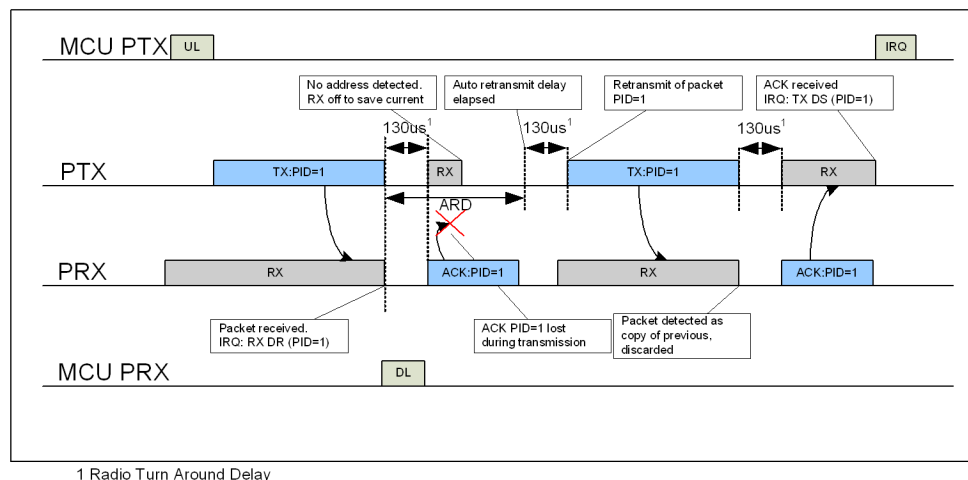 MCU PTX
UL
IRQ
No address detected.
RX off to save current
Auto retransmit delay
elapsed
Retransmit of packet
PID=1
ACK received
IRQ: TX DS (PID=1)
130us1
130us1
130us1
PTX
TX:PID=1
RX
TX:PID=1
RX
ARD
PRX
RX
ACK:PID=1
RX
ACK:PID=1
Packet received.
IRQ: RX DR (PID=1)
ACK PID=1 lost
during transmission
Packet detected as
copy of previous,
discarded
MCU PRX
DL
1 Radio Turn Around Delay